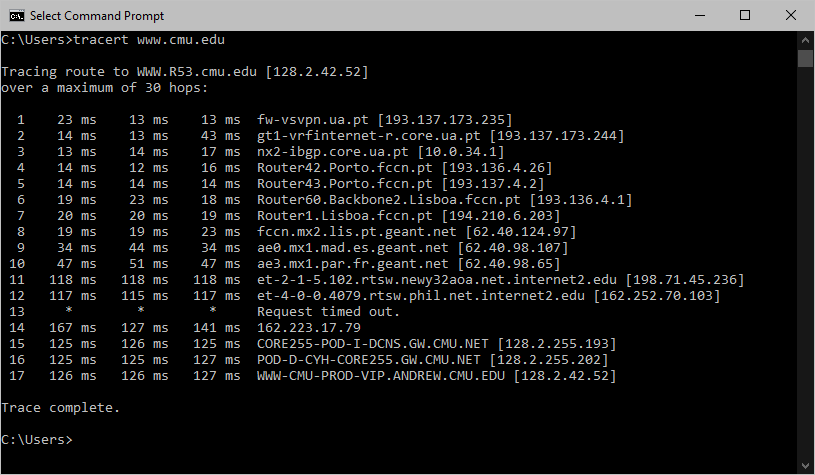 Select Command Prompt
C:\Users>tracert www.cmu.edu
Tracing route to WWW.R53.cmu.edu [128.2.42.52]
over a maximum of 30 hops:
1 23 ms 13 ms 13 ms fw-vsvpn.ua.pt [193.137.173.235]
2 14 ms 13 ms 43 ms gt1-vrfinternet-r.core.ua.pt [193.137.173.244]
3 13 ms 14 ms 17 ms nx2-ibgp.core.ua.pt [10.0.34.1]
4 14 ms 12 ms 16 ms Router42.Porto.fccn.pt [193.136.4.26]
5 14 ms 14 ms 14 ms Router43.Porto.fccn.pt [193.137.4.2]
6 19 ms 23 ms 18 ms Router60.Backbone2.Lisboa.fccn.pt [193.136.4.1]
7 20 ms 20 ms 19 ms Router1.Lisboa.fccn.pt [194.210.6.203]
8 19 ms 19 ms 23 ms fccn.mx2.lis.pt.geant.net [62.40.124.97]
9 34 ms 44 ms 34 ms ae0.mx1.mad.es.geant.net [62.40.98.107]
10 47 ms 51 ms 47 ms ae3.mx1.par.fr.geant.net [62.40.98.65]
11 118 ms 118 ms 118 ms et-2-1-5.102.rtsw.newy32aoa.net.internet2.edu [198.71.45.236]
12 117 ms 115 ms 117 ms et-4-0-0.4079.rtsw.phil.net.internet2.edu [162.252.70.103]
13 * * * Request timed out.
14 167 ms 127 ms 141 ms 162.223.17.79
15 125 ms 126 ms 125 ms CORE255-POD-I-DCNS.GW.CMU.NET [128.2.255.193]
16 125 ms 125 ms 127 ms POD-D-CYH-CORE255.GW.CMU.NET [128.2.255.202]
17 126 ms 126 ms 127 ms WWW-CMU-PROD-VIP.ANDREW.CMU.EDU [128.2.42.52]
Trace complete.
C:\Users>